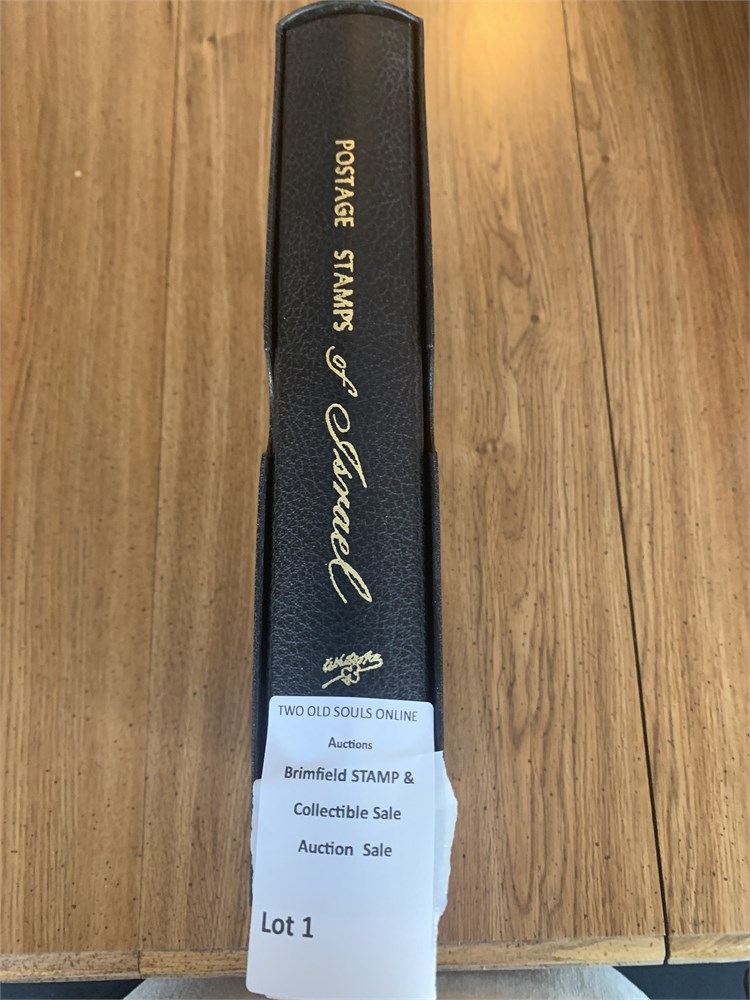 POSTAGE STAMPS of Israel
TWO OLD SOULS ONLINE
Auctions
Brimfield STAMP &
Collectible Sale
Auction Sale
Lot 1